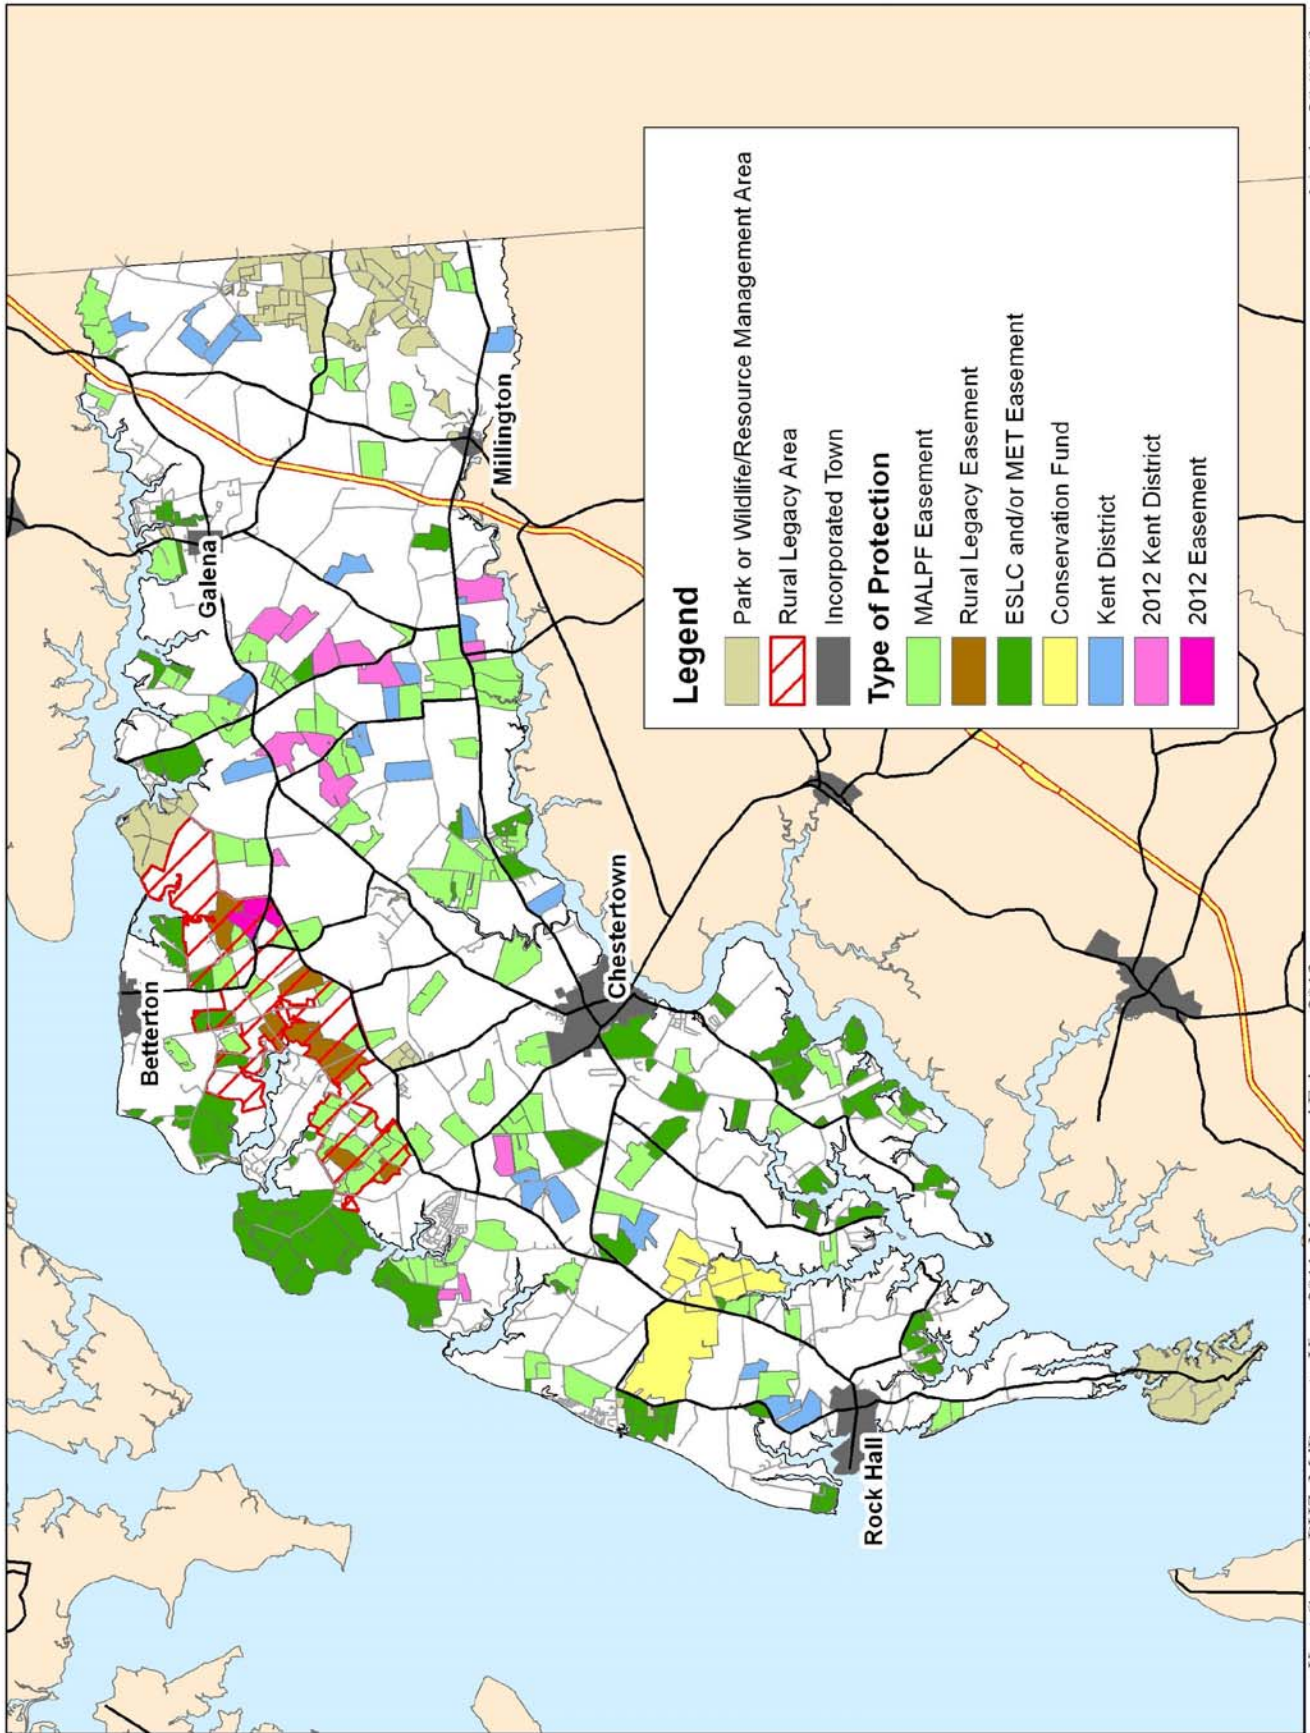 Betterton
Galena
Millington
Chestertown
Rock Hall
Legend
Park or Wildlife/Resource Management Area
Rural Legacy Area
Incorporated Town
Type of Protection
MALPF Easement
Rural Legacy Easement
ESLC and/or MET Easement
Conservation Fund
Kent District
2012 Kent District
2012 Easement